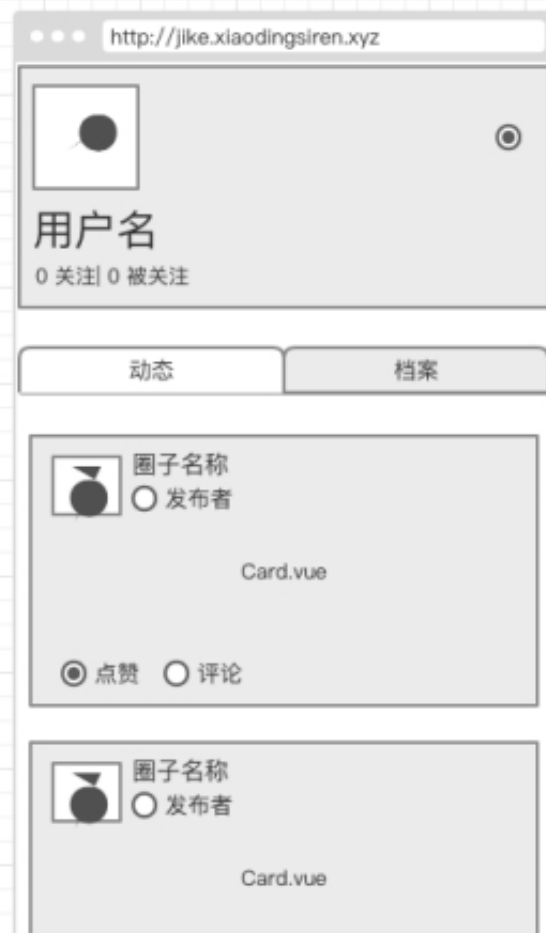 http://jike.xiaodingsiren.xyz
用户名
0 关注| 0 被关注
动态 档案
圈子名称
发布者
Card.vue
点赞 评论
圈子名称
发布者
Card.vue